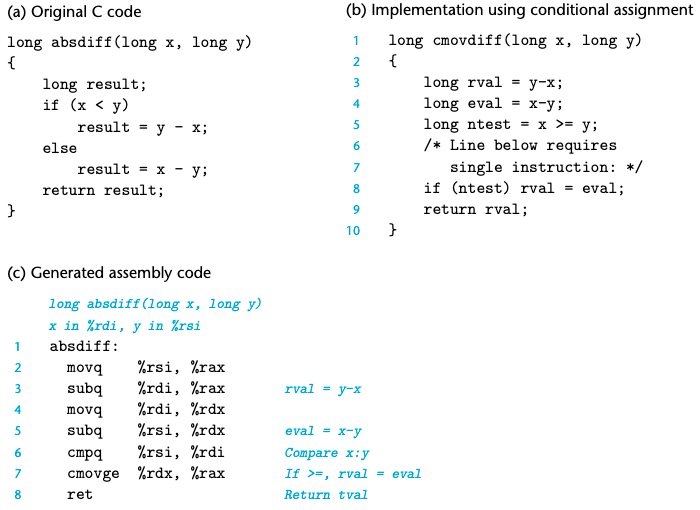 (a) Original C code
long absdiff(long x, long y)
{
    long result;
    if (x < y)
        result = y - x;
    else
        result = x - y;
    return result;
}
(b) Implementation using conditional assignment
1 long cmovdiff(long x, long y)
2 {
3     long rval = y-x;
4     long eval = x-y;
5     long ntest = x >= y;
6     /* Line below requires
7        single instruction: */
8     if (ntest) rval = eval;
9     return rval;
10 }
(c) Generated assembly code
long absdiff(long x, long y)
x in %rdi, y in %rsi
1 absdiff:
2   movq    %rsi, %rax
3   subq    %rdi, %rax    rval = y-x
4   movq    %rdi, %rdx
5   subq    %rsi, %rdx    eval = x-y
6   cmpq    %rsi, %rdi    Compare x:y
7   cmovge  %rdx, %rax    If >=, rval = eval
8   ret    Return tval